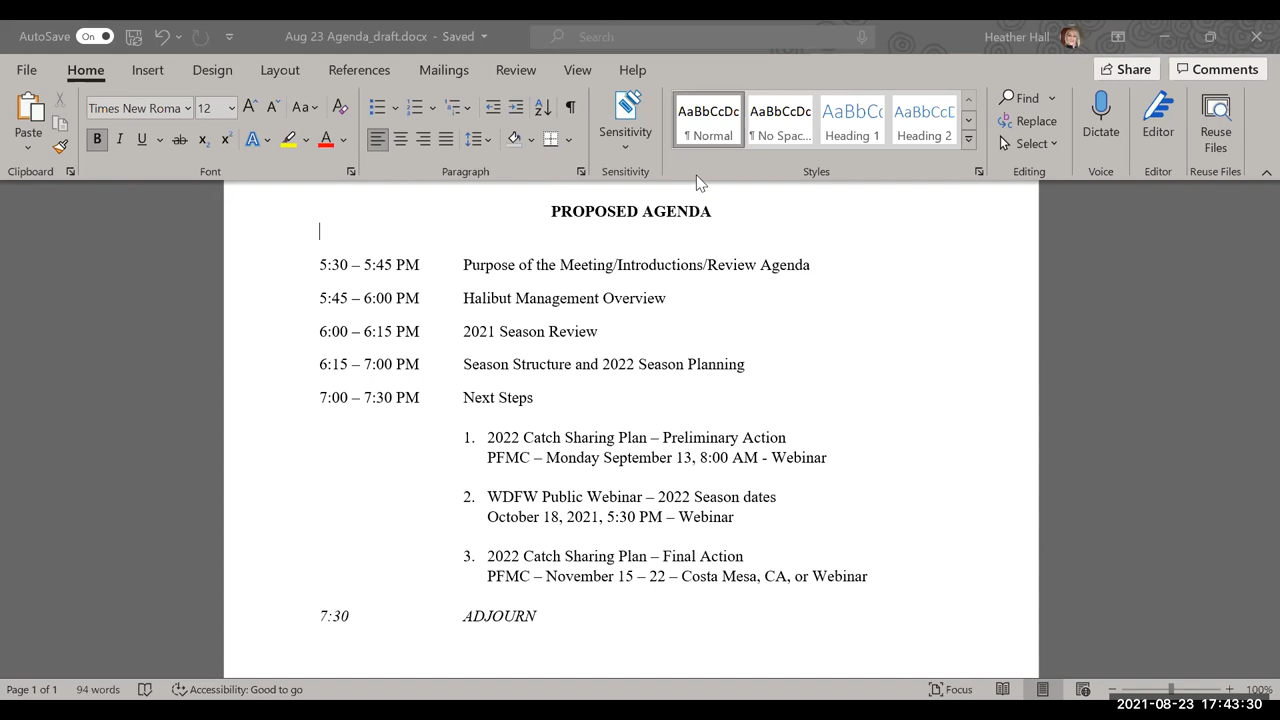 AutoSave On Aug 23 Agenda_draft.docx - Saved Search Heather Hall
File Home Insert Design Layout References Mailings Review View Help Share Comments
Times New Roma 12 Aa AaBbCcDc AaBbCcDc AaBbCc AaBbCcE Find
Paste B I U ab x₂ x² A A ¶ Normal ¶ No Spac... Heading 1 Heading 2 Replace Select Sensitivity Dictate Editor Reuse Files
Clipboard Font Paragraph Sensitivity Styles Editing Voice Editor Reuse Files
PROPOSED AGENDA
5:30 – 5:45 PM Purpose of the Meeting/Introductions/Review Agenda
5:45 – 6:00 PM Halibut Management Overview
6:00 – 6:15 PM 2021 Season Review
6:15 – 7:00 PM Season Structure and 2022 Season Planning
7:00 – 7:30 PM Next Steps
1. 2022 Catch Sharing Plan – Preliminary Action
PFMC – Monday September 13, 8:00 AM - Webinar
2. WDFW Public Webinar – 2022 Season dates
October 18, 2021, 5:30 PM – Webinar
3. 2022 Catch Sharing Plan – Final Action
PFMC – November 15 – 22 – Costa Mesa, CA, or Webinar
7:30 ADJOURN
Page 1 of 1 94 words Accessibility: Good to go Focus 100%
2021-08-23 17:43:30